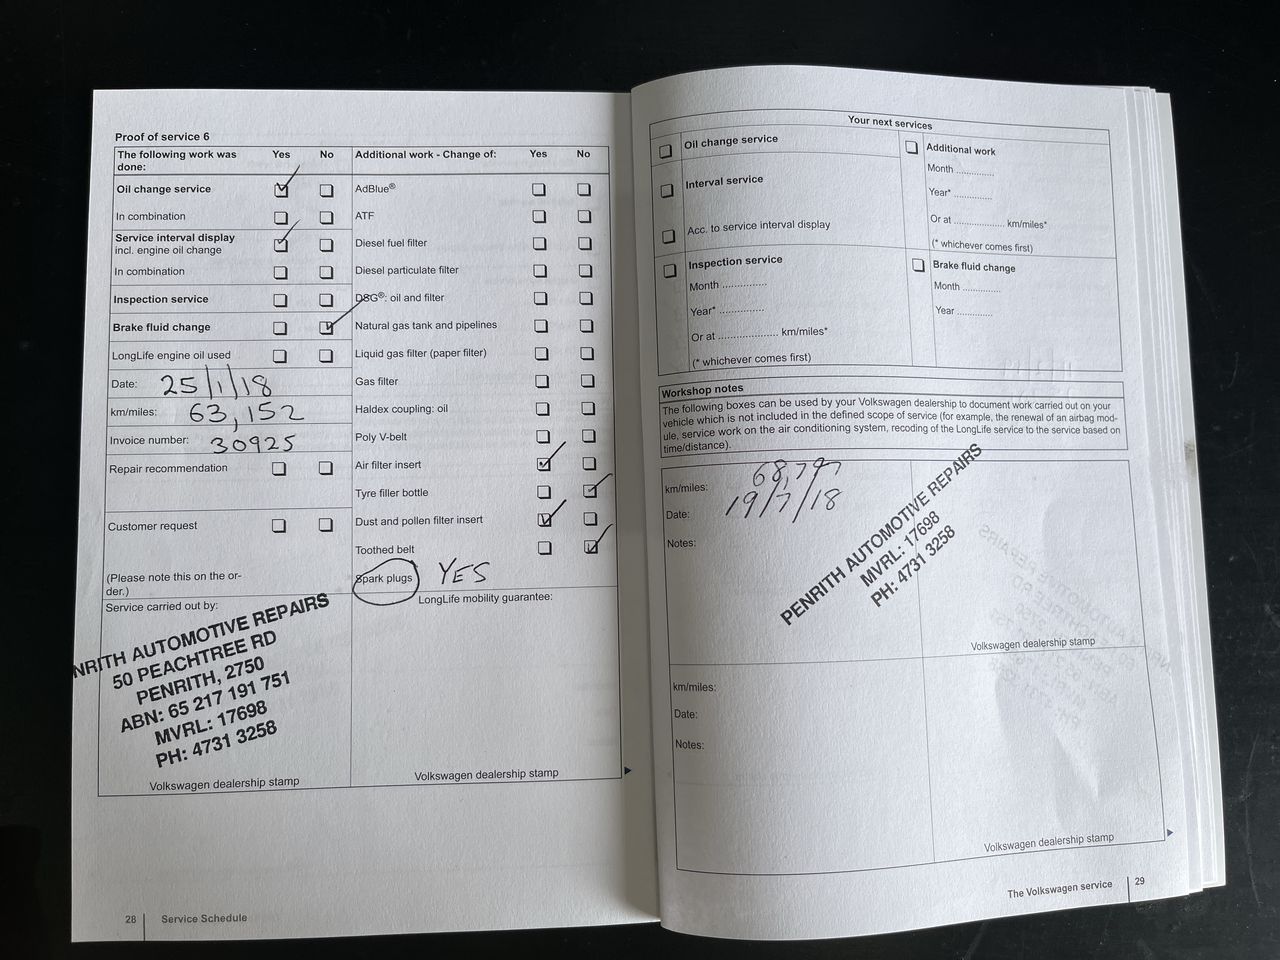 Proof of service 6
The following work was done: Yes No
Oil change service
In combination
Service interval display
incl. engine oil change
In combination
Inspection service
Brake fluid change
LongLife engine oil used
Date: 25/1/18
km/miles: 63,152
Invoice number: 30925
Repair recommendation
Customer request
(Please note this on the or-
der.)
Service carried out by:
NRITH AUTOMOTIVE REPAIRS
50 PEACHTREE RD
PENRITH, 2750
ABN: 65 217 191 751
MVRL: 17698
PH: 4731 3258
Volkswagen dealership stamp
Additional work - Change of: Yes No
AdBlue®
ATF
Diesel fuel filter
Diesel particulate filter
DSG®: oil and filter
Natural gas tank and pipelines
Liquid gas filter (paper filter)
Gas filter
Haldex coupling: oil
Poly V-belt
Air filter insert
Tyre filler bottle
Dust and pollen filter insert
Toothed belt
Spark plugs YES
LongLife mobility guarantee:
Volkswagen dealership stamp
28 Service Schedule
Your next services
Oil change service
Interval service
Acc. to service interval display
Inspection service
Month ...............
Year* ...............
Or at .................... km/miles*
(* whichever comes first)
Additional work
Month .............
Year* .............
Or at .................. km/miles*
(* whichever comes first)
Brake fluid change
Month .............
Year .............
Workshop notes
The following boxes can be used by your Volkswagen dealership to document work carried out on your
vehicle which is not included in the defined scope of service (for example, the renewal of an airbag mod-
ule, service work on the air conditioning system, recoding of the LongLife service to the service based on
time/distance).
km/miles: 68,797
Date: 19/7/18
Notes:
PENRITH AUTOMOTIVE REPAIRS
MVRL: 17698
PH: 4731 3258
Volkswagen dealership stamp
km/miles:
Date:
Notes:
Volkswagen dealership stamp
The Volkswagen service 29